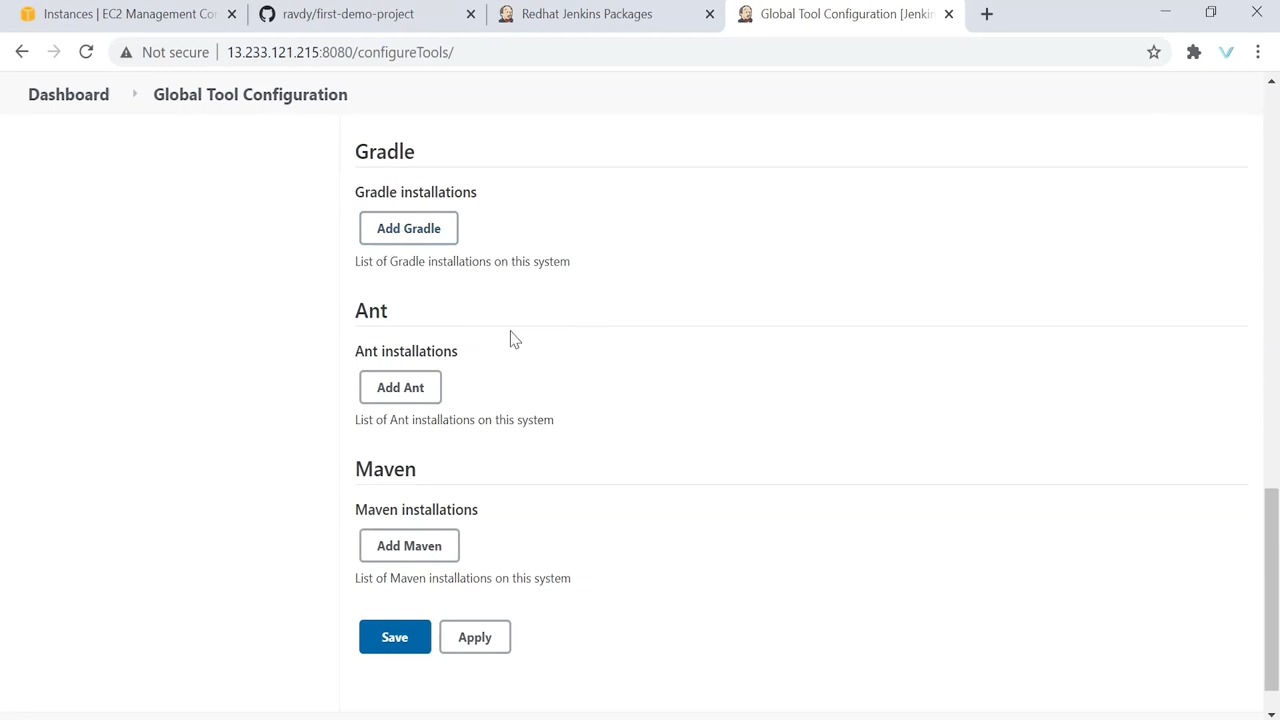 Instances | EC2 Management Co
ravdy/first-demo-project
Redhat Jenkins Packages
Global Tool Configuration [Jenkin
Not secure
13.233.121.215:8080/configureTools/
Dashboard
Global Tool Configuration
Gradle
Gradle installations
Add Gradle
List of Gradle installations on this system
Ant
Ant installations
Add Ant
List of Ant installations on this system
Maven
Maven installations
Add Maven
List of Maven installations on this system
Save
Apply